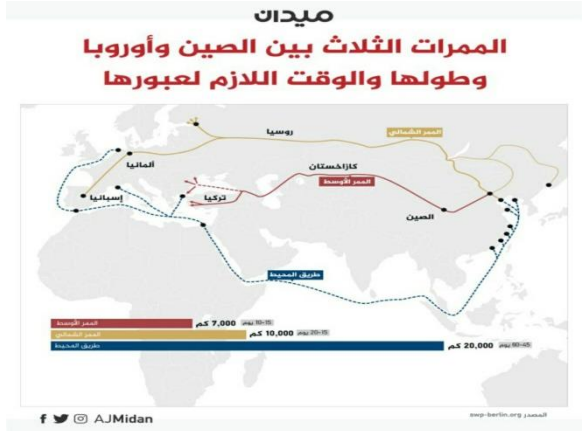 ميدان
الممرات الثلاث بين الصين وأوروبا
وطولها والوقت اللازم لعبورها
روسيا
الممر الشمالي
ألمانيا
كازاخستان
الممر الأوسط
إسبانيا
تركيا
الصين
طريق المحيط
الممر الأوسط 7,000 كم 10-15 يوم
الممر الشمالي 10,000 كم 15-20 يوم
طريق المحيط 20,000 كم 45-60 يوم
AJMidan
المصدر swp-berlin.org